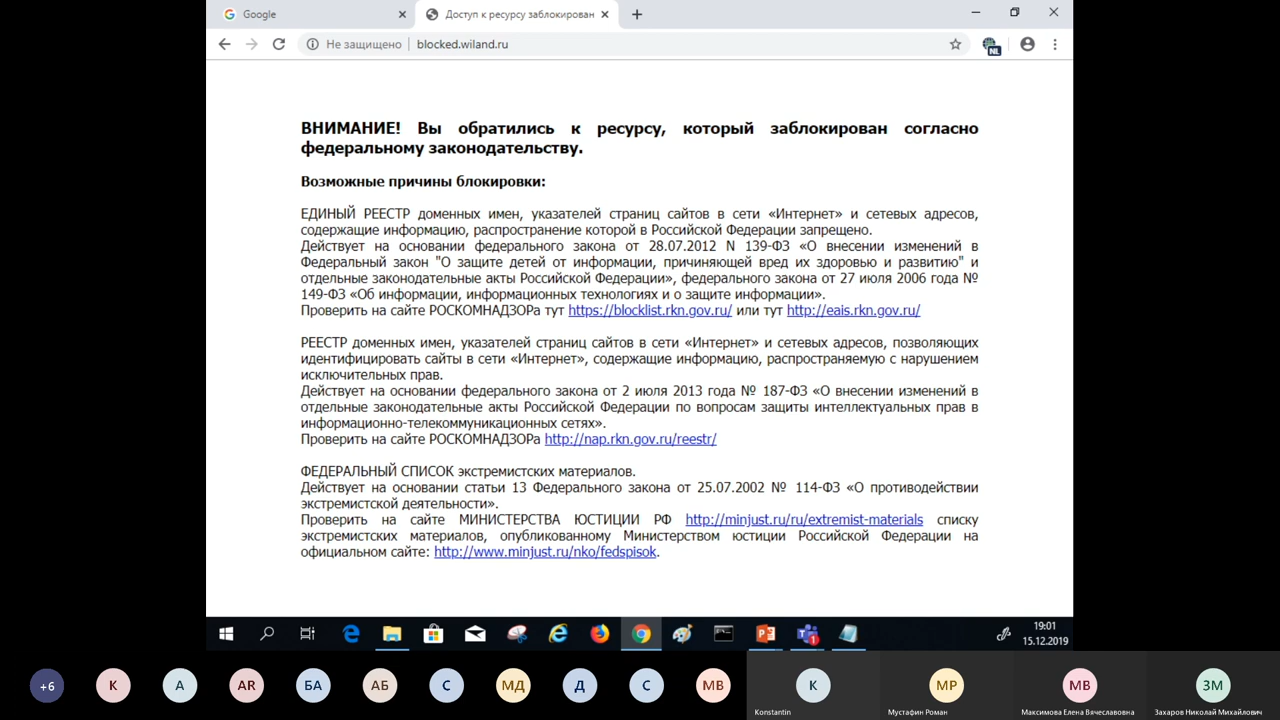 Google
Доступ к ресурсу заблокирован
Не защищено
blocked.wiland.ru
NL
ВНИМАНИЕ! Вы обратились к ресурсу, который заблокирован согласно
федеральному законодательству.
Возможные причины блокировки:
ЕДИНЫЙ РЕЕСТР доменных имен, указателей страниц сайтов в сети «Интернет» и сетевых адресов,
содержащие информацию, распространение которой в Российской Федерации запрещено.
Действует на основании федерального закона от 28.07.2012 N 139-ФЗ «О внесении изменений в
Федеральный закон "О защите детей от информации, причиняющей вред их здоровью и развитию" и
отдельные законодательные акты Российской Федерации», федерального закона от 27 июля 2006 года №
149-ФЗ «Об информации, информационных технологиях и о защите информации».
Проверить на сайте РОСКОМНАДЗОРа тут https://blocklist.rkn.gov.ru/ или тут http://eais.rkn.gov.ru/
РЕЕСТР доменных имен, указателей страниц сайтов в сети «Интернет» и сетевых адресов, позволяющих
идентифицировать сайты в сети «Интернет», содержащие информацию, распространяемую с нарушением
исключительных прав.
Действует на основании федерального закона от 2 июля 2013 года № 187-ФЗ «О внесении изменений в
отдельные законодательные акты Российской Федерации по вопросам защиты интеллектуальных прав в
информационно-телекоммуникационных сетях».
Проверить на сайте РОСКОМНАДЗОРа http://nap.rkn.gov.ru/reestr/
ФЕДЕРАЛЬНЫЙ СПИСОК экстремистских материалов.
Действует на основании статьи 13 Федерального закона от 25.07.2002 № 114-ФЗ «О противодействии
экстремистской деятельности».
Проверить на сайте МИНИСТЕРСТВА ЮСТИЦИИ РФ http://minjust.ru/ru/extremist-materials списку
экстремистских материалов, опубликованному Министерством юстиции Российской Федерации на
официальном сайте: http://www.minjust.ru/nko/fedspisok.
19:01
15.12.2019
+6
К
А
AR
БА
АБ
С
МД
Д
С
МВ
K
МР
МВ
ЗМ
Konstantin
Мустафин Роман
Максимова Елена Вячеславовна
Захаров Николай Михайлович